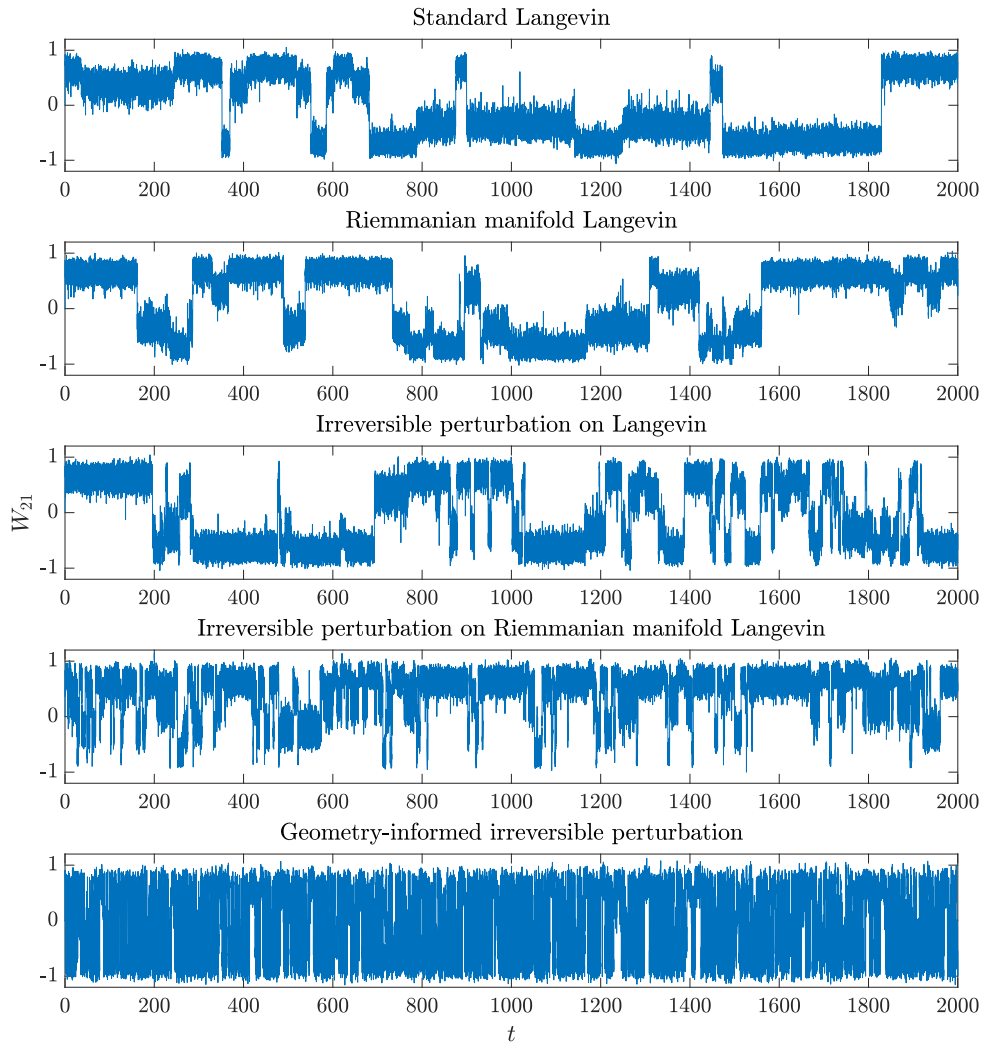 Standard Langevin
1
0
-1
0 200 400 600 800 1000 1200 1400 1600 1800 2000
Riemmanian manifold Langevin
1
0
-1
0 200 400 600 800 1000 1200 1400 1600 1800 2000
Irreversible perturbation on Langevin
1
0
-1
W₂₁
0 200 400 600 800 1000 1200 1400 1600 1800 2000
Irreversible perturbation on Riemmanian manifold Langevin
1
0
-1
0 200 400 600 800 1000 1200 1400 1600 1800 2000
Geometry-informed irreversible perturbation
1
0
-1
0 200 400 600 800 1000 1200 1400 1600 1800 2000
t